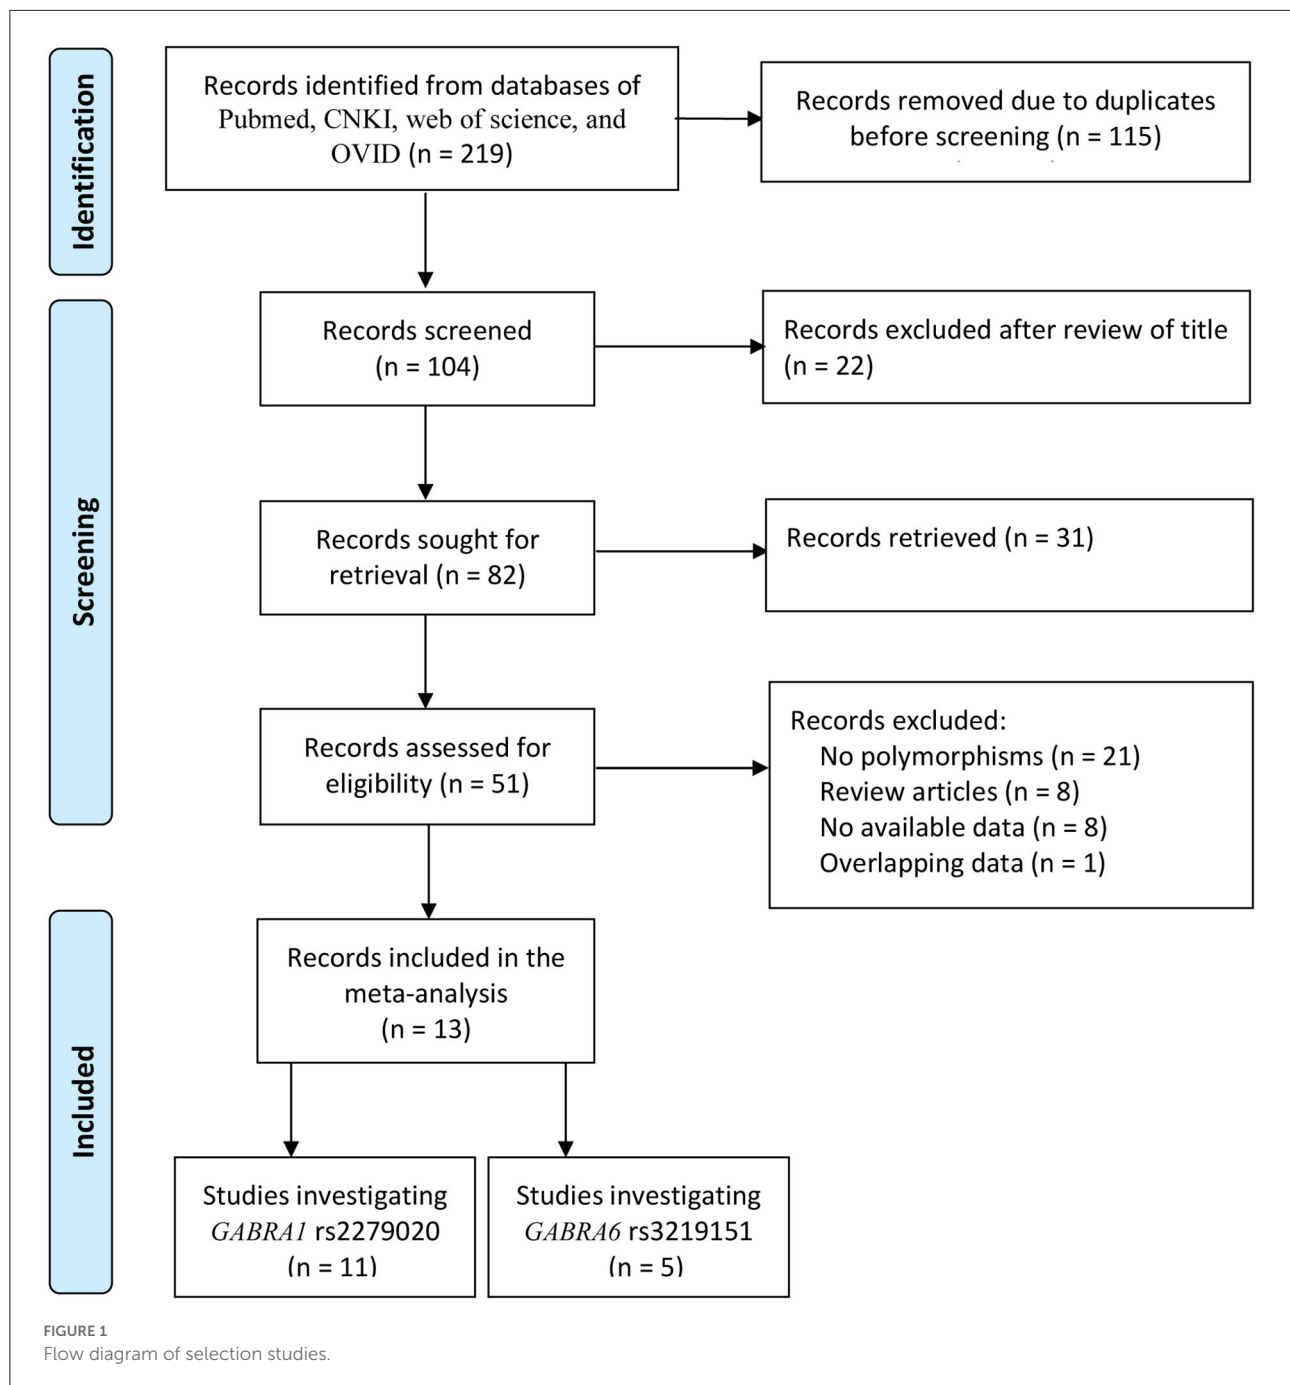 Identification
Records identified from databases of
Pubmed, CNKI, web of science, and
OVID (n = 219)
Records removed due to duplicates
before screening (n = 115)
Screening
Records screened
(n = 104)
Records excluded after review of title
(n = 22)
Records sought for
retrieval (n = 82)
Records retrieved (n = 31)
Records assessed for
eligibility (n = 51)
Records excluded:
No polymorphisms (n = 21)
Review articles (n = 8)
No available data (n = 8)
Overlapping data (n = 1)
Included
Records included in the
meta-analysis
(n = 13)
Studies investigating
GABRA1 rs2279020
(n = 11)
Studies investigating
GABRA6 rs3219151
(n = 5)
FIGURE 1
Flow diagram of selection studies.